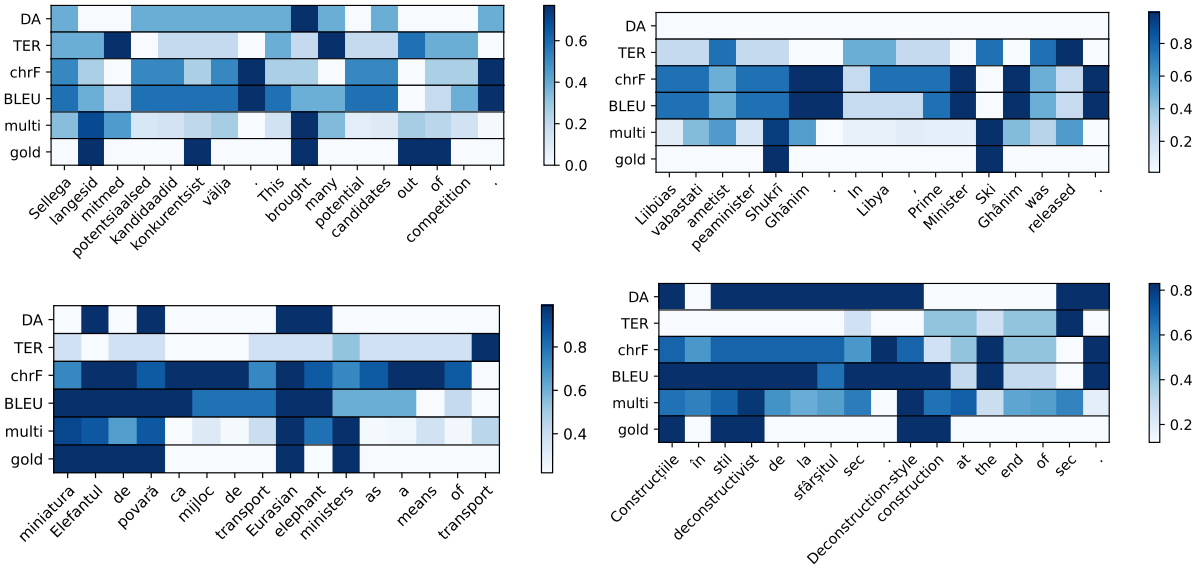 DA
TER
chrF
BLEU
multi
gold
Sellega
langesid
mitmed
potentsiaalsed
kandidaadid
konkurentsist
välja
.
This
brought
many
potential
candidates
out
of
competition
.
0.6
0.4
0.2
0.0
DA
TER
chrF
BLEU
multi
gold
Liibüas
vabastati
ametist
peaminister
Shukrī
Ghānim
.
In
Libya
,
Prime
Minister
Ski
Ghānim
was
released
.
0.8
0.6
0.4
0.2
DA
TER
chrF
BLEU
multi
gold
miniatura
Elefantul
de
povară
ca
mijloc
de
transport
Eurasian
elephant
ministers
as
a
means
of
transport
0.8
0.6
0.4
DA
TER
chrF
BLEU
multi
gold
Construcțiile
în
stil
deconstructivist
de
la
sfârșitul
sec
.
Deconstruction-style
construction
at
the
end
of
sec
.
0.8
0.6
0.4
0.2